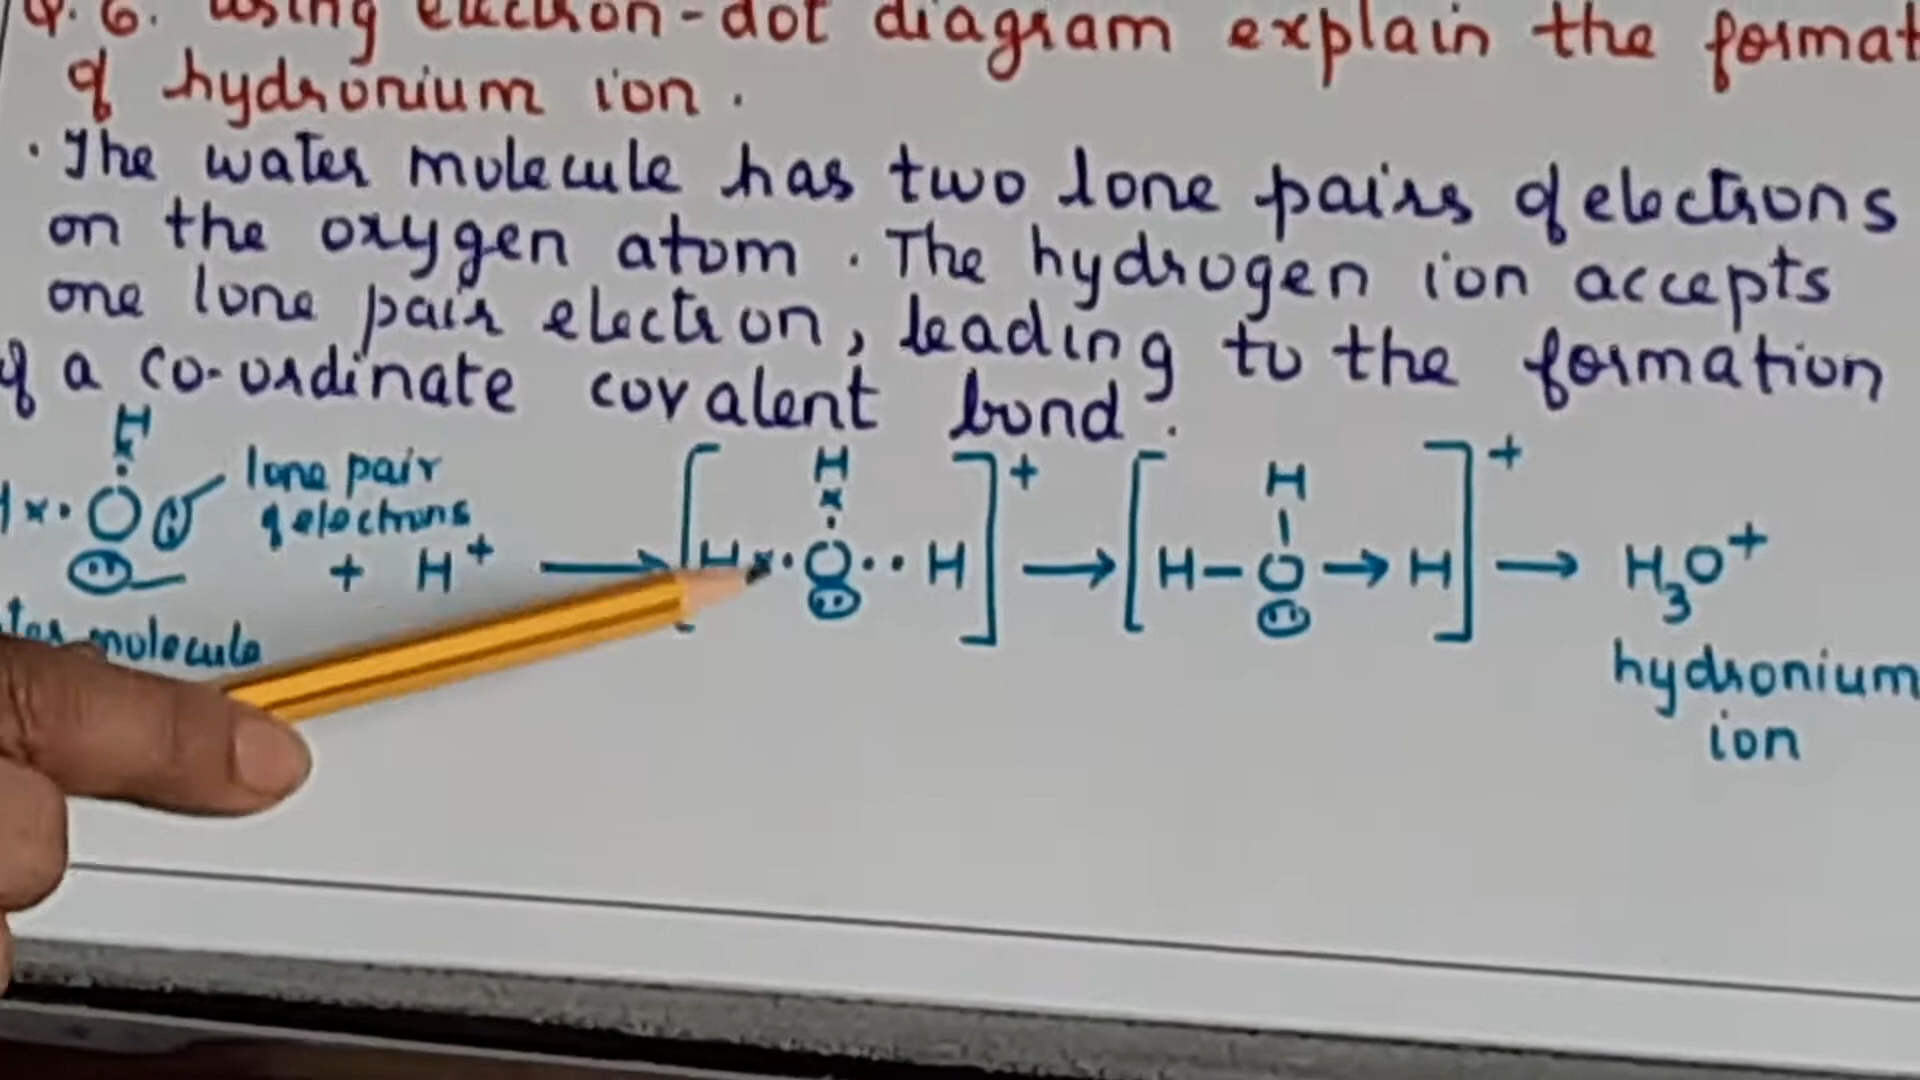 Q. 6. Using electron-dot diagram explain the format
of hydronium ion.
· The water molecule has two lone pairs of electrons
on the oxygen atom. The hydrogen ion accepts
one lone pair electron, leading to the formation
of a co-ordinate covalent bond.
H
x
·
lone pair
of electrons
H x · O : + H⁺ → [H x · O · · H]⁺ → [H – O → H]⁺ → H₃O⁺
H
x
·
H
molecule
hydronium
ion